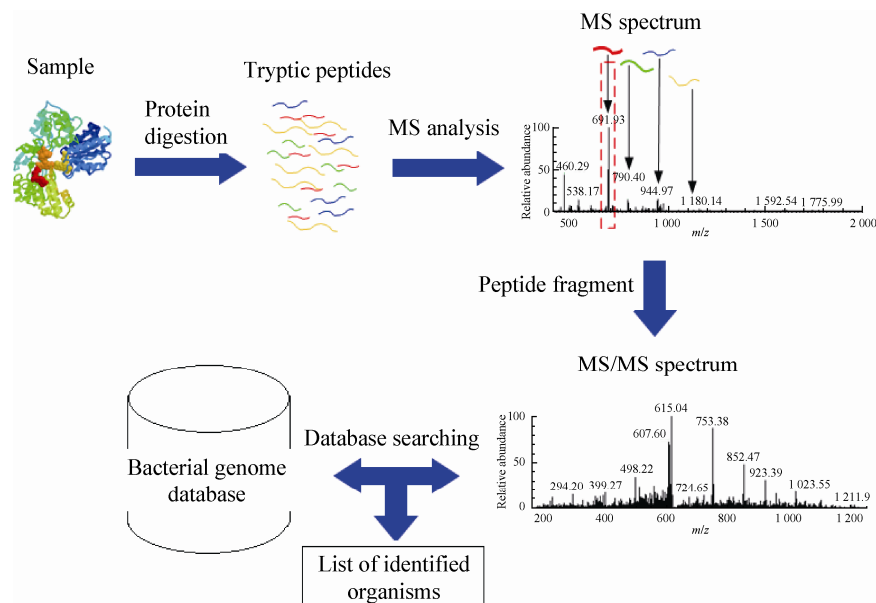 MS spectrum
Sample
Tryptic peptides
Protein
digestion
MS analysis
691.93
100
Relative abundance
50
0
460.29
538.17
790.40
944.97
1 180.14
1 592.54
1 775.99
500
1 000
1 500
2 000
m/z
Peptide fragment
MS/MS spectrum
615.04
100
753.38
607.60
Relative abundance
852.47
50
498.22
923.39
294.20
399.27
724.65
1 023.55
1 211.9
0
200
400
600
800
1 000
1 200
m/z
Database searching
Bacterial genome
database
List of identified
organisms